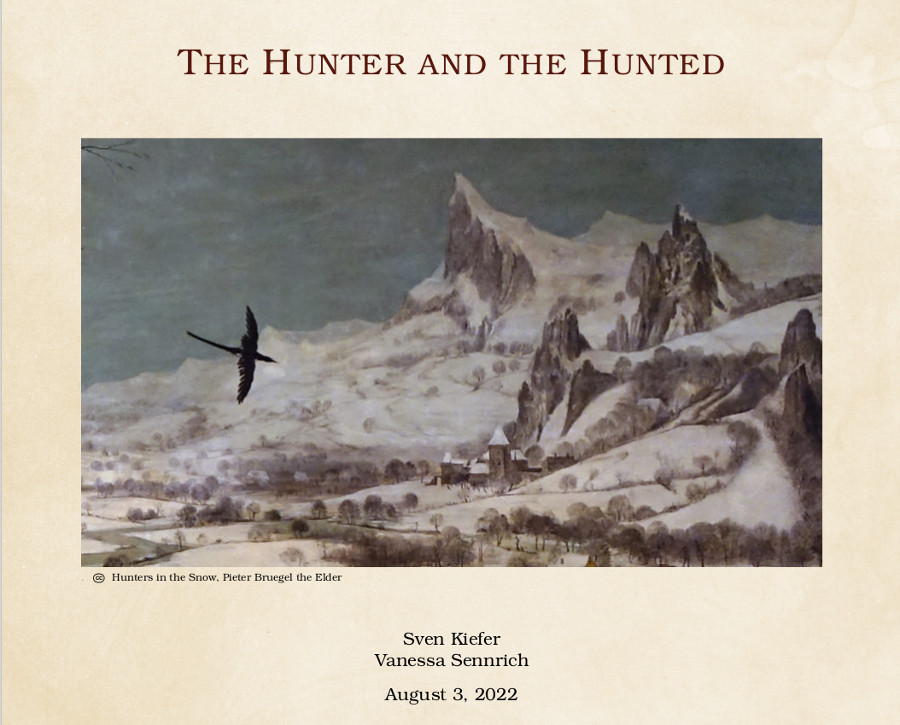 The Hunter and the Hunted
🅭 Hunters in the Snow, Pieter Bruegel the Elder
Sven Kiefer
Vanessa Sennrich
August 3, 2022